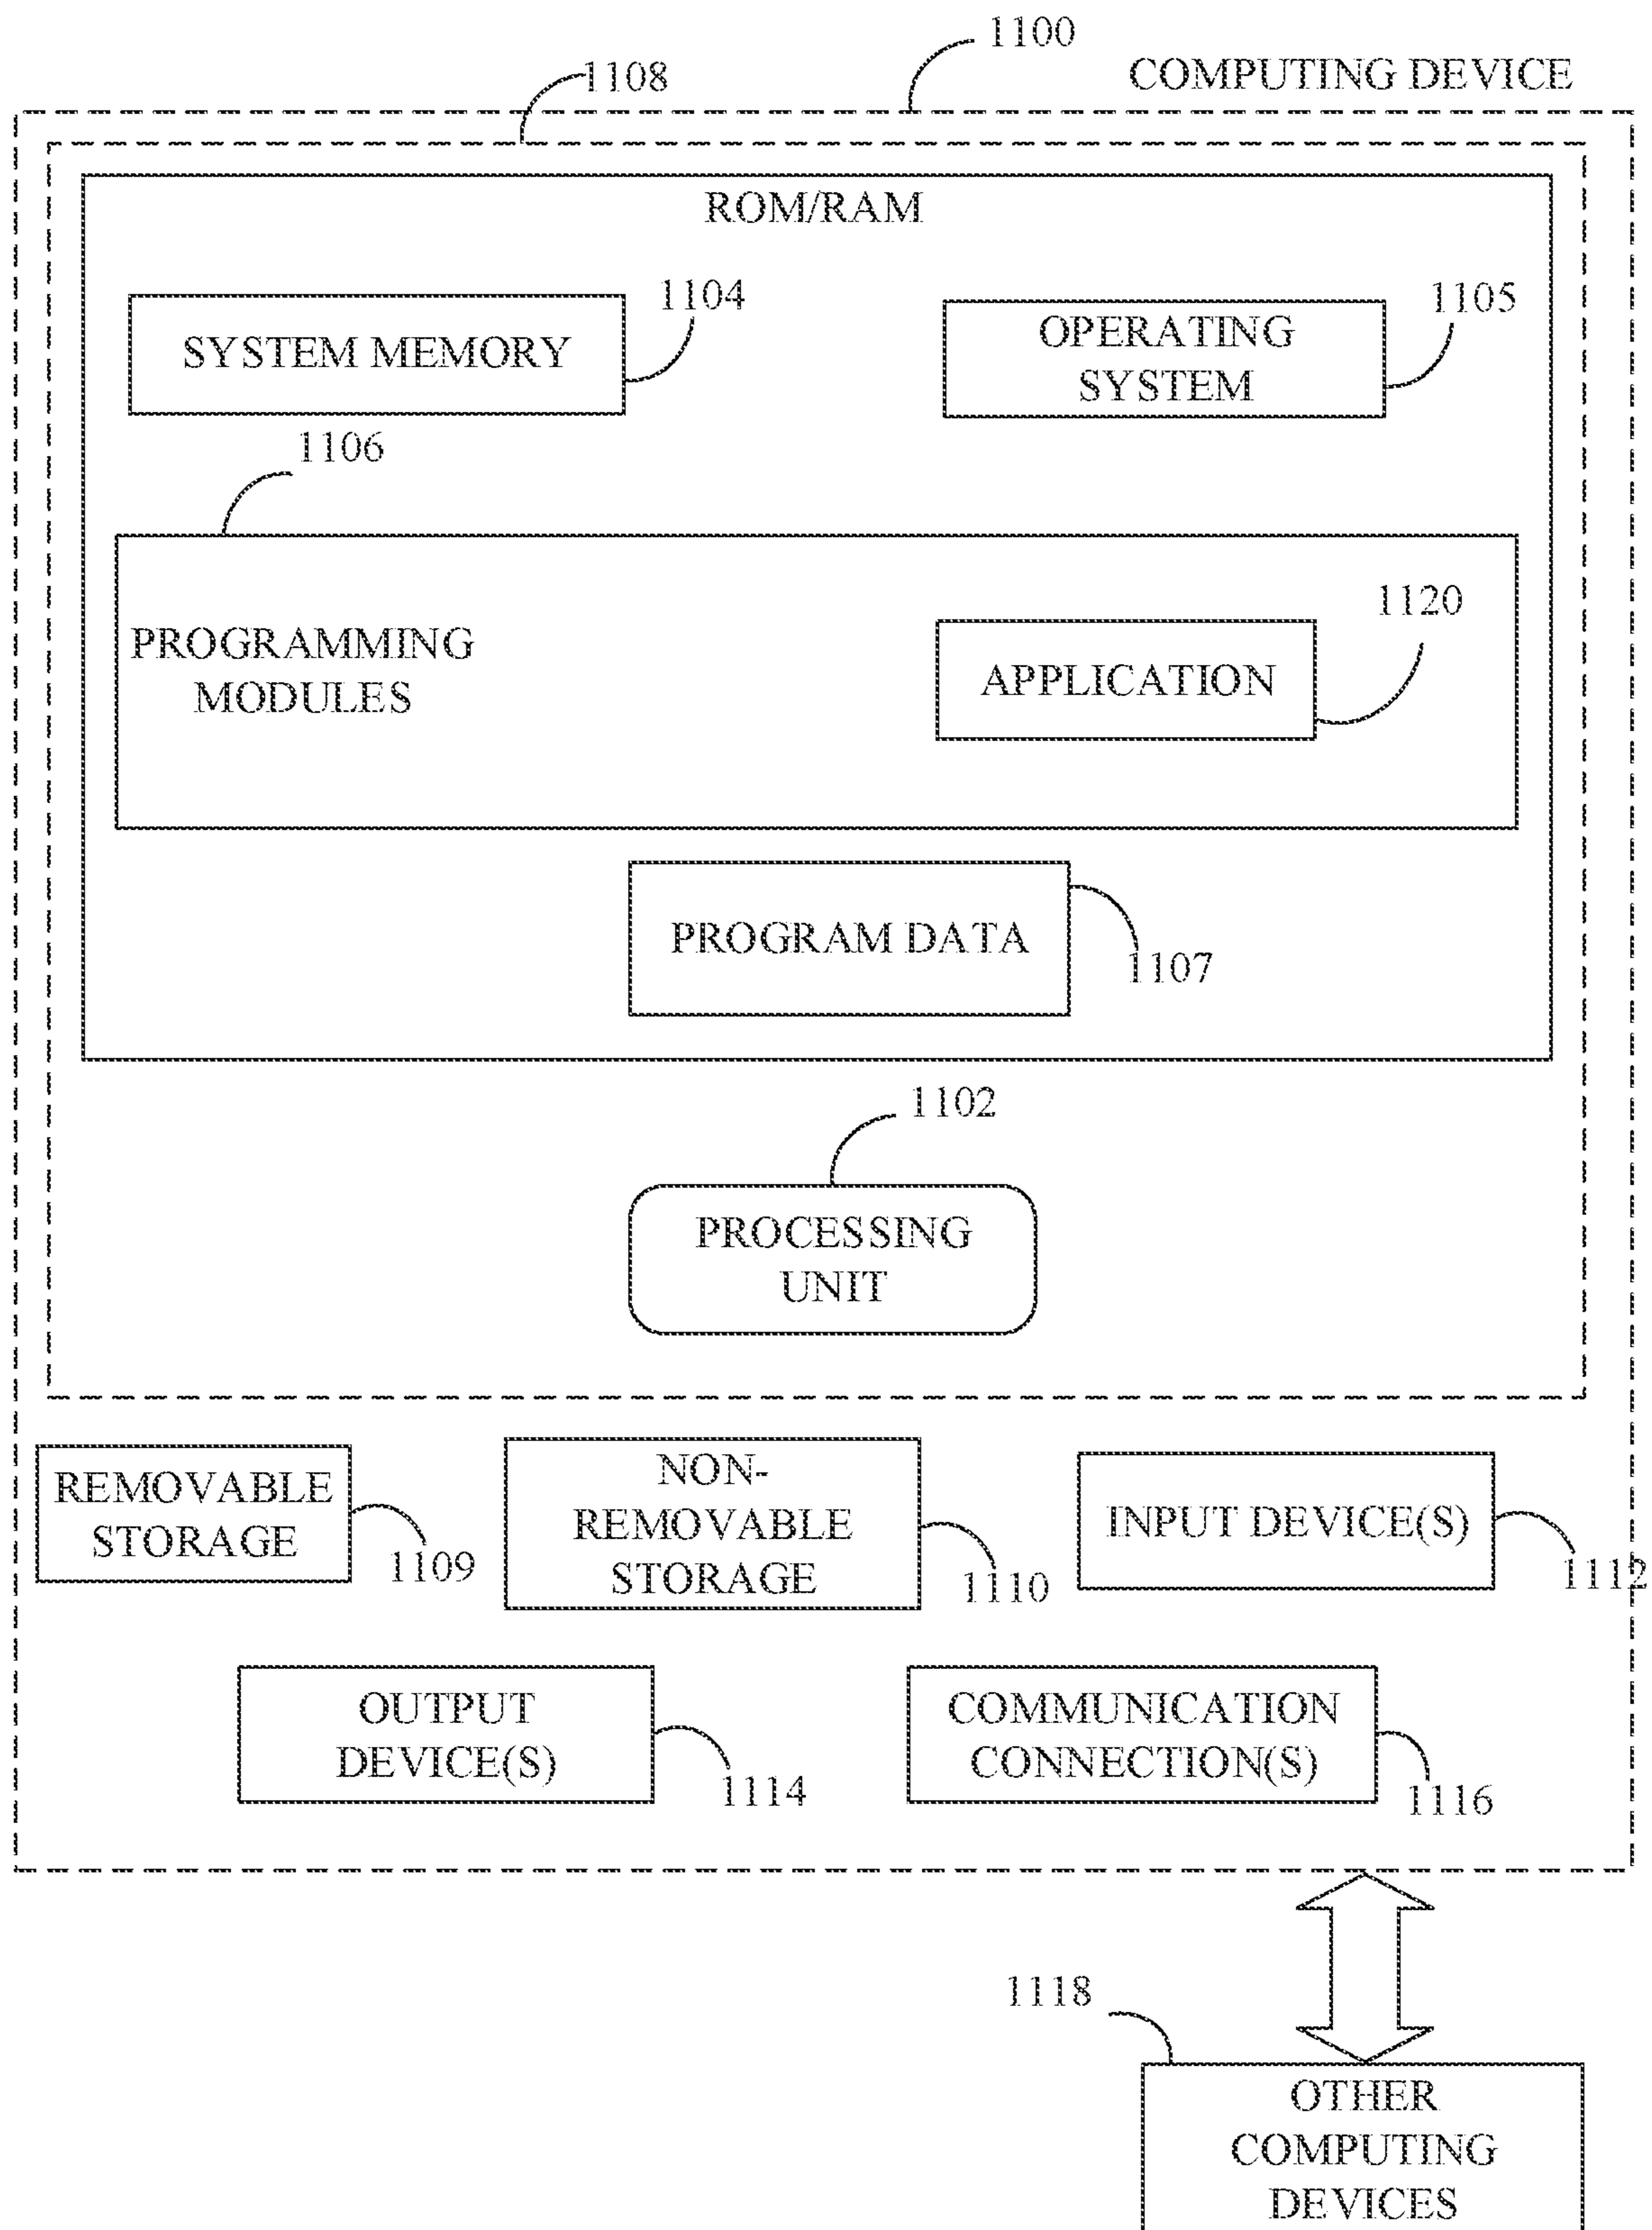 1100
1108
COMPUTING DEVICE
ROM/RAM
1104
1105
SYSTEM MEMORY
OPERATING
SYSTEM
1106
1120
PROGRAMMING
MODULES
APPLICATION
PROGRAM DATA
1107
1102
PROCESSING
UNIT
REMOVABLE
STORAGE
1109
NON-
REMOVABLE
STORAGE
1110
INPUT DEVICE(S)
1112
OUTPUT
DEVICE(S)
1114
COMMUNICATION
CONNECTION(S)
1116
1118
OTHER
COMPUTING
DEVICES